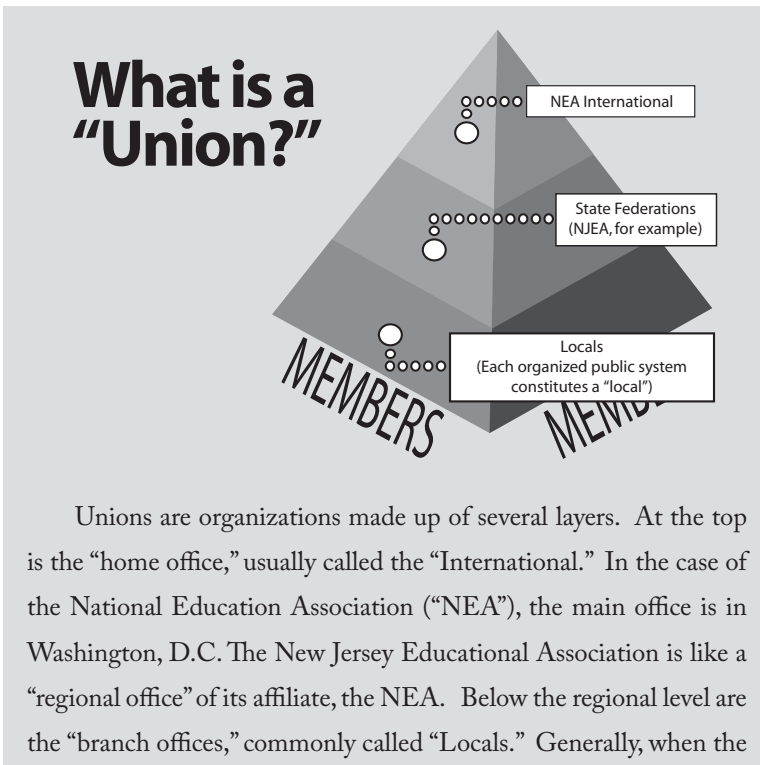 What is a
“Union?”
NEA International
State Federations
(NJEA, for example)
Locals
(Each organized public system
constitutes a “local”)
MEMBERS
Unions are organizations made up of several layers. At the top
is the “home office,” usually called the “International.” In the case of
the National Education Association (“NEA”), the main office is in
Washington, D.C. The New Jersey Educational Association is like a
“regional office” of its affiliate, the NEA. Below the regional level are
the “branch offices,” commonly called “Locals.” Generally, when the